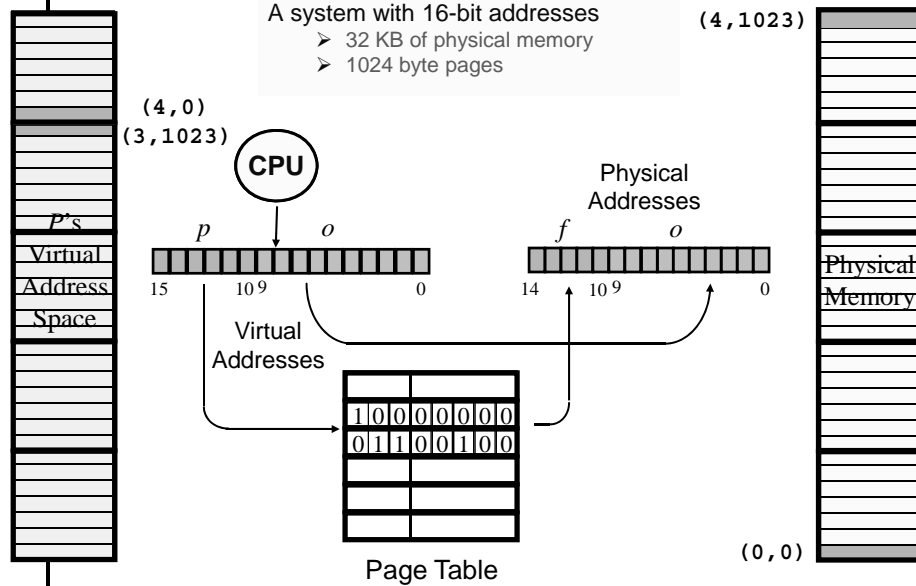 A system with 16-bit addresses
➢ 32 KB of physical memory
➢ 1024 byte pages
(4,1023)
(4,0)
(3,1023)
CPU
Physical
Addresses
p o
f o
P's
Virtual
Address
Space
15 10 9 0
14 10 9 0
Physical
Memory
Virtual
Addresses
1 0 0 0 0 0 0 0
0 1 1 0 0 1 0 0
(0,0)
Page Table